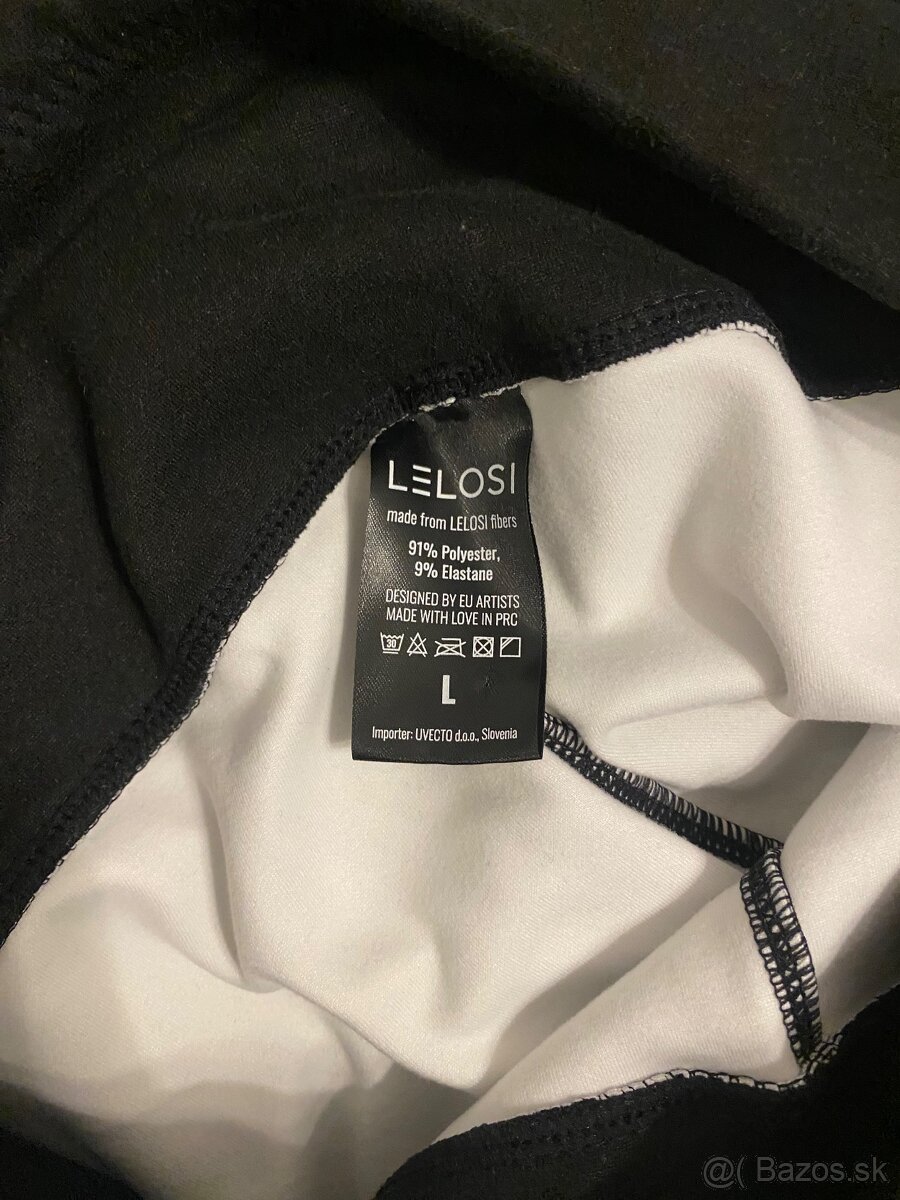 LELOSI
made from LELOSI fibers
91% Polyester,
9% Elastane
DESIGNED BY EU ARTISTS
MADE WITH LOVE IN PRC
30
L
Importer: UVECTO d.o.o., Slovenia
@( Bazos.sk